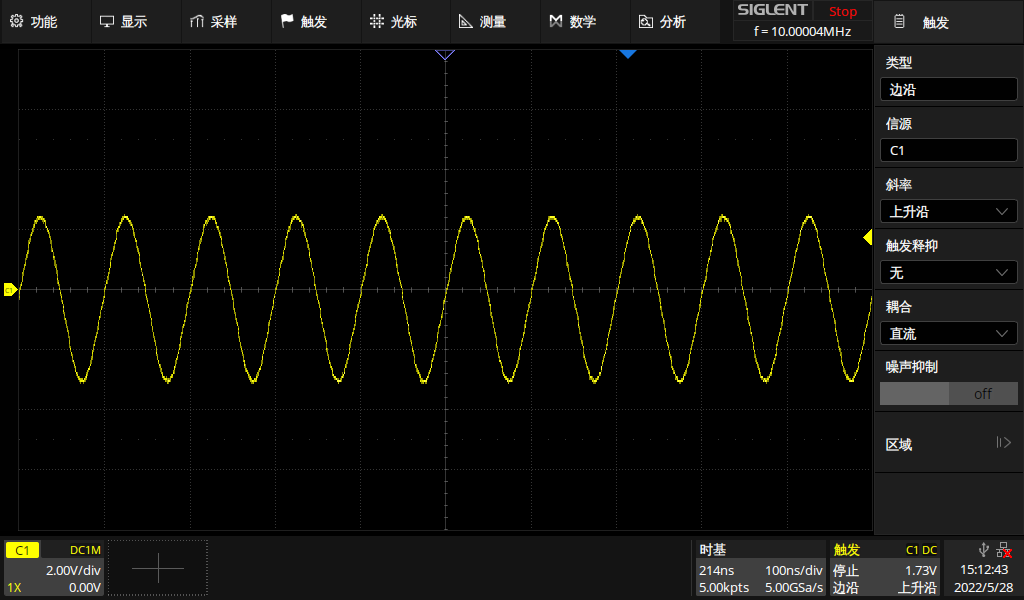 功能 显示 采样 触发 光标 测量 数学 分析
SIGLENT Stop
f = 10.00004MHz
触发
类型
边沿
信源
C1
斜率
上升沿
触发释抑
无
耦合
直流
噪声抑制
off
区域
C1
C1 DC1M
2.00V/div
1X 0.00V
时基
214ns 100ns/div
5.00kpts 5.00GSa/s
触发 C1 DC
停止 1.73V
边沿 上升沿
15:12:43
2022/5/28